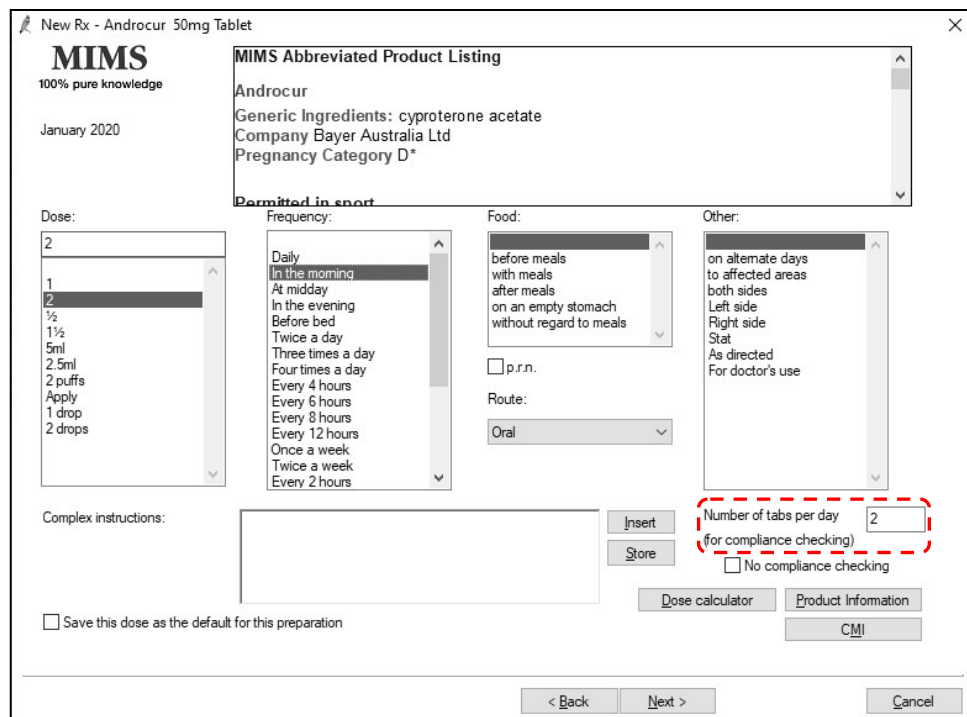 New Rx - Androcur 50mg Tablet
MIMS
100% pure knowledge
January 2020
MIMS Abbreviated Product Listing
Androcur
Generic Ingredients: cyproterone acetate
Company Bayer Australia Ltd
Pregnancy Category D*
Permitted in sport
Dose:
2
1
2
½
1½
5ml
2.5ml
2 puffs
Apply
1 drop
2 drops
Frequency:
Daily
In the morning
At midday
In the evening
Before bed
Twice a day
Three times a day
Four times a day
Every 4 hours
Every 6 hours
Every 8 hours
Every 12 hours
Once a week
Twice a week
Every 2 hours
Food:
before meals
with meals
after meals
on an empty stomach
without regard to meals
p.r.n.
Route:
Oral
Other:
on alternate days
to affected areas
both sides
Left side
Right side
Stat
As directed
For doctor's use
Complex instructions:
Insert
Store
Number of tabs per day 2
(for compliance checking)
No compliance checking
Dose calculator
Product Information
CMI
Save this dose as the default for this preparation
< Back
Next >
Cancel